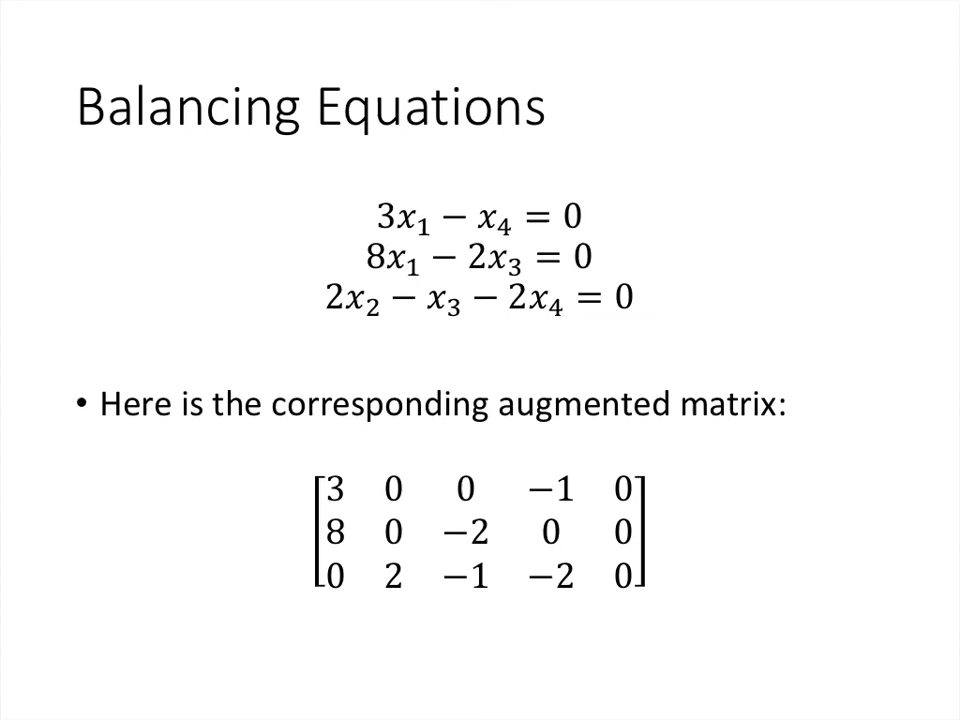 Balancing Equations
3𝑥₁ − 𝑥₄ = 0
8𝑥₁ − 2𝑥₃ = 0
2𝑥₂ − 𝑥₃ − 2𝑥₄ = 0
• Here is the corresponding augmented matrix:
3 0 0 −1 0
8 0 −2 0 0
0 2 −1 −2 0